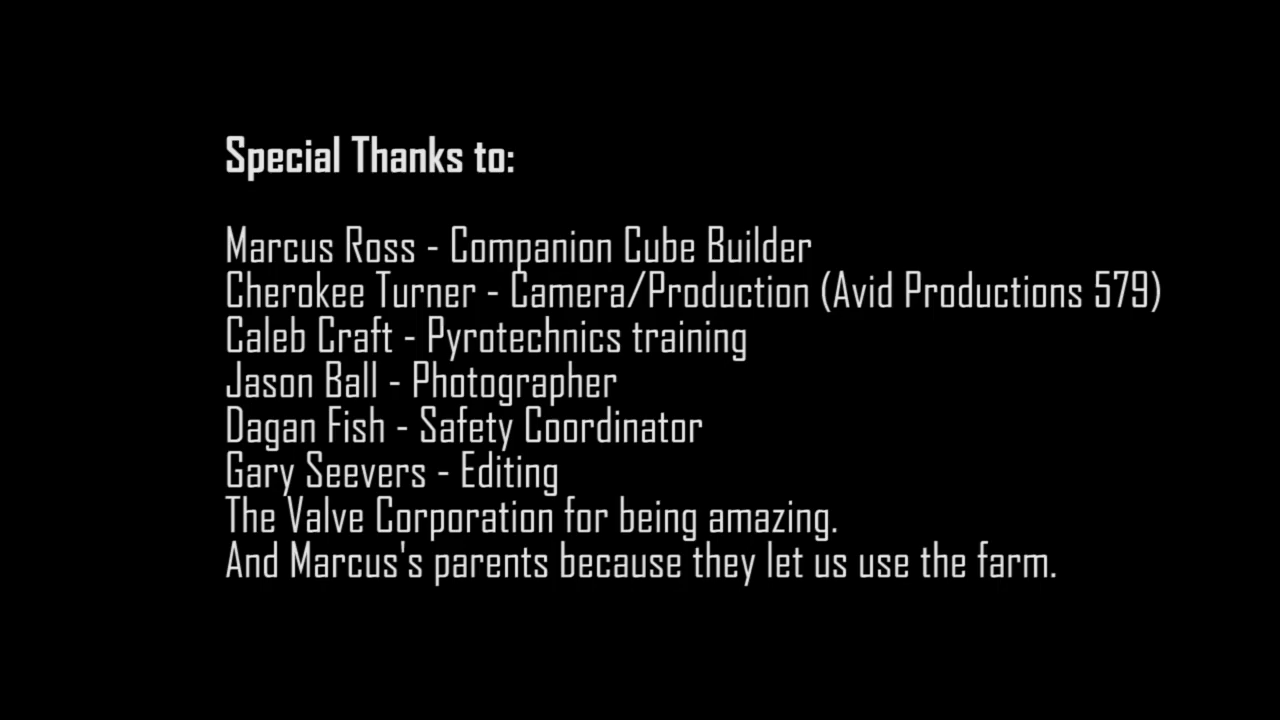 Special Thanks to:
Marcus Ross - Companion Cube Builder
Cherokee Turner - Camera/Production (Avid Productions 579)
Caleb Craft - Pyrotechnics training
Jason Ball - Photographer
Dagan Fish - Safety Coordinator
Gary Seevers - Editing
The Valve Corporation for being amazing.
And Marcus's parents because they let us use the farm.